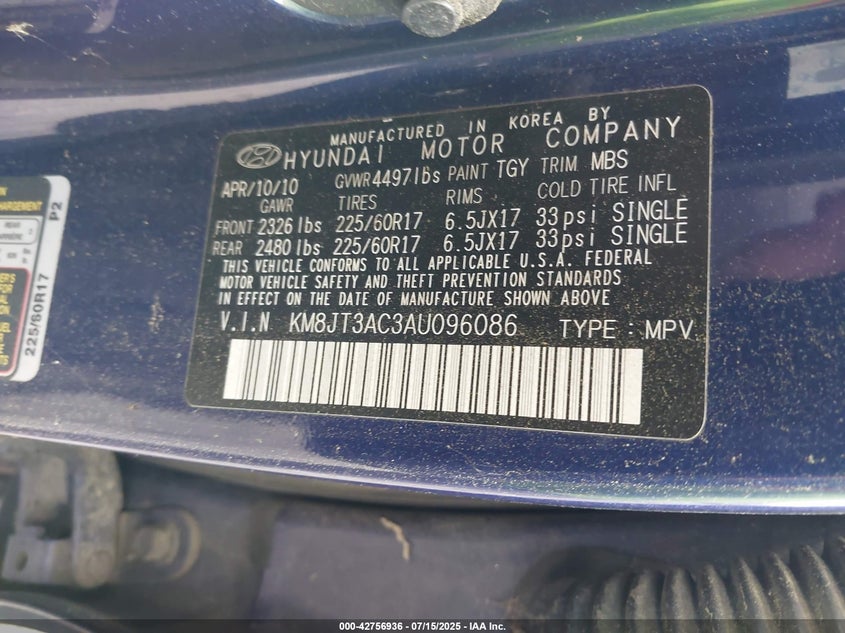 MANUFACTURED IN KOREA BY
HYUNDAI MOTOR COMPANY
APR/10/10 GVWR 4497lbs PAINT TGY TRIM MBS
GAWR TIRES RIMS COLD TIRE INFL
FRONT 2326 lbs 225/60R17 6.5JX17 33psi SINGLE
REAR 2480 lbs 225/60R17 6.5JX17 33psi SINGLE
THIS VEHICLE CONFORMS TO ALL APPLICABLE U.S.A. FEDERAL
MOTOR VEHICLE SAFETY AND THEFT PREVENTION STANDARDS
IN EFFECT ON THE DATE OF MANUFACTURE SHOWN ABOVE
V.I.N KM8JT3AC3AU096086 TYPE : MPV
P2
225/60R17
REAR
000-42756936 - 07/15/2025 - IAA Inc.